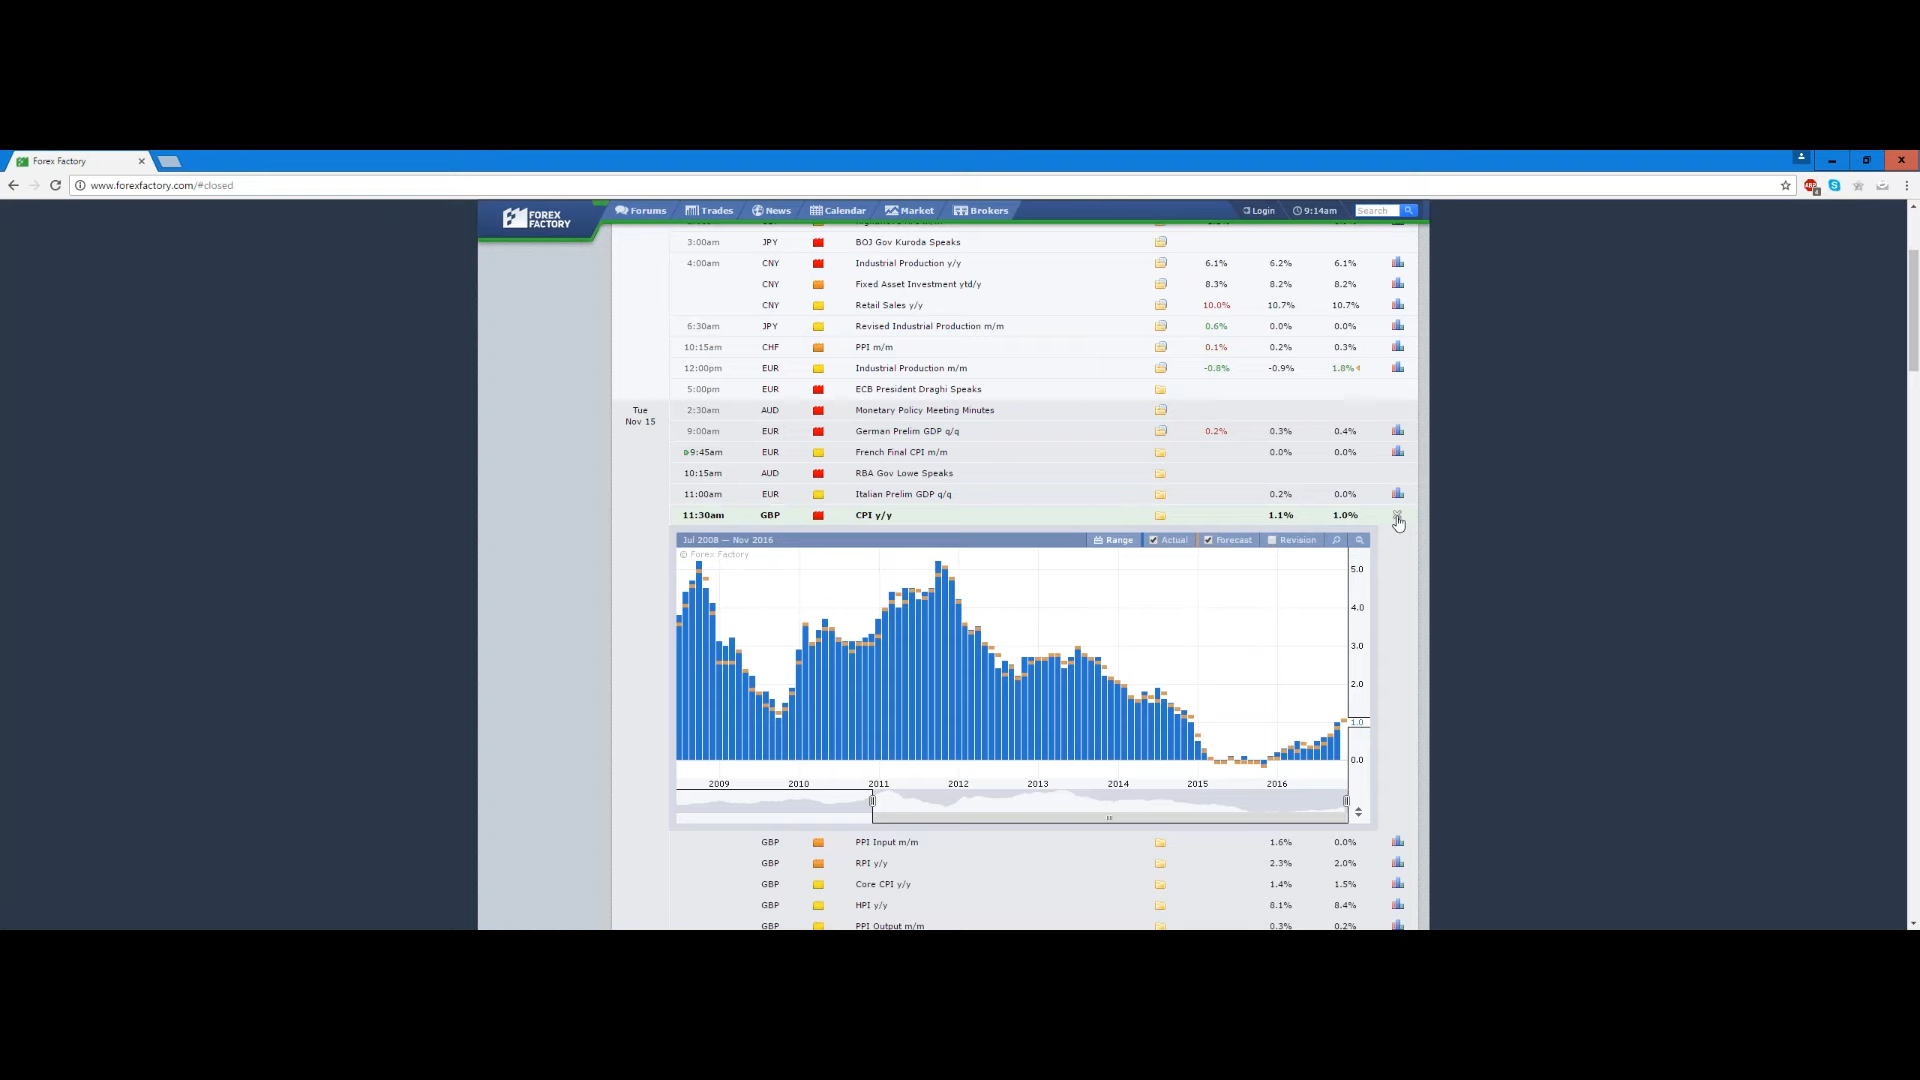 Forex Factory
www.forexfactory.com/#closed
FOREX FACTORY
Forums Trades News Calendar Market Brokers Login 9:14am Search
3:00am JPY BOJ Gov Kuroda Speaks
4:00am CNY Industrial Production y/y 6.1% 6.2% 6.1%
CNY Fixed Asset Investment ytd/y 8.3% 8.2% 8.2%
CNY Retail Sales y/y 10.0% 10.7% 10.7%
6:30am JPY Revised Industrial Production m/m 0.6% 0.0% 0.0%
10:15am CHF PPI m/m 0.1% 0.2% 0.3%
12:00pm EUR Industrial Production m/m -0.8% -0.9% 1.8%
5:00pm EUR ECB President Draghi Speaks
Tue Nov 15 2:30am AUD Monetary Policy Meeting Minutes
9:00am EUR German Prelim GDP q/q 0.2% 0.3% 0.4%
9:45am EUR French Final CPI m/m 0.0% 0.0%
10:15am AUD RBA Gov Lowe Speaks
11:00am EUR Italian Prelim GDP q/q 0.2% 0.0%
11:30am GBP CPI y/y 1.1% 1.0%
Jul 2008 — Nov 2016 Range Actual Forecast Revision
© Forex Factory
5.0
4.0
3.0
2.0
1.0
0.0
2009 2010 2011 2012 2013 2014 2015 2016
GBP PPI Input m/m 1.6% 0.0%
GBP RPI y/y 2.3% 2.0%
GBP Core CPI y/y 1.4% 1.5%
GBP HPI y/y 8.1% 8.4%
GBP PPI Output m/m 0.3% 0.2%